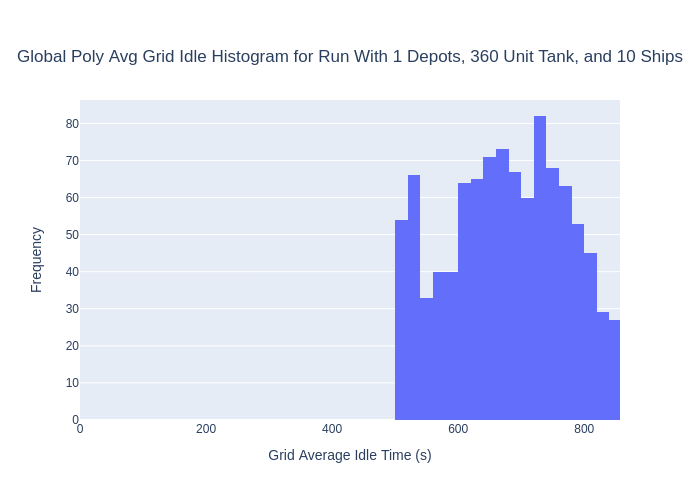 Global Poly Avg Grid Idle Histogram for Run With 1 Depots, 360 Unit Tank, and 10 Ships
80
70
60
50
40
30
20
10
0
Frequency
0 200 400 600 800
Grid Average Idle Time (s)